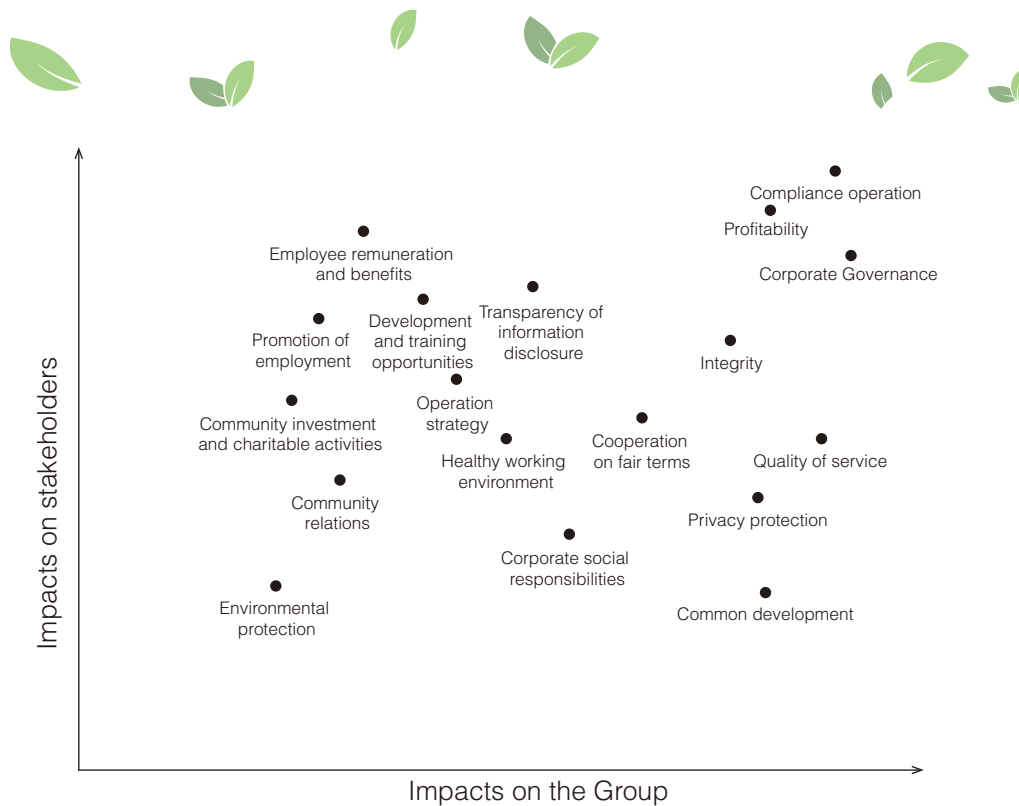 Compliance operation
Profitability
Employee remuneration
and benefits
Corporate Governance
Transparency of
information
disclosure
Development
and training
opportunities
Promotion of
employment
Integrity
Operation
strategy
Community investment
and charitable activities
Cooperation
on fair terms
Healthy working
environment
Quality of service
Community
relations
Privacy protection
Corporate social
responsibilities
Environmental
protection
Common development
Impacts on stakeholders
Impacts on the Group